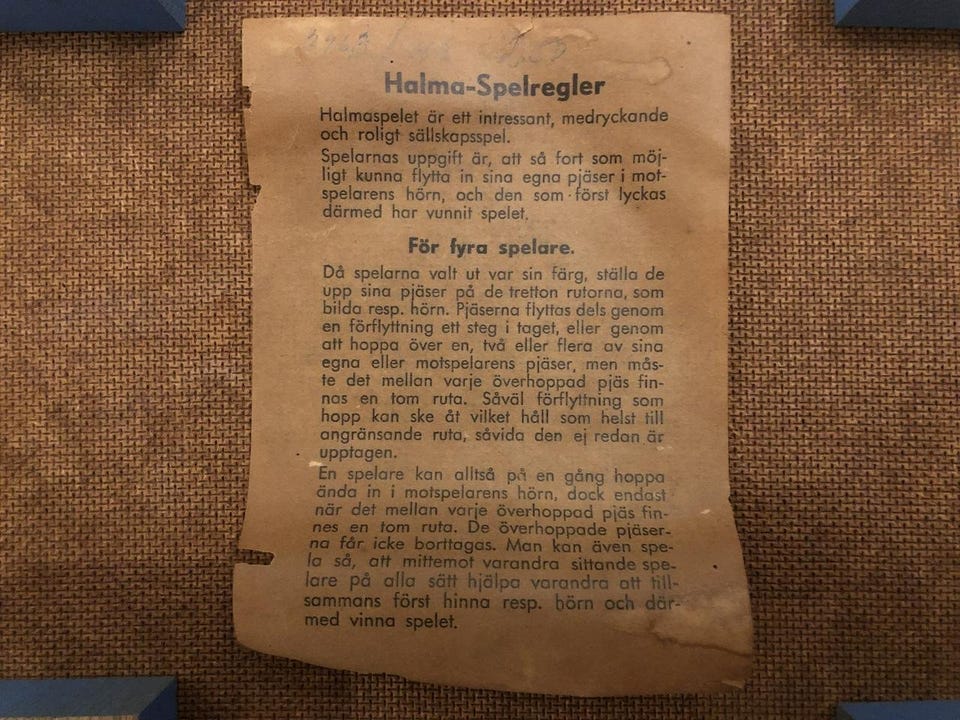 Halma-Spelregler
Halmaspelet är ett intressant, medryckande
och roligt sällskapsspel.
Spelarnas uppgift är, att så fort som möj-
ligt kunna flytta in sina egna pjäser i mot-
spelarens hörn, och den som först lyckas
därmed har vunnit spelet.
För fyra spelare.
Då spelarna valt ut var sin färg, ställa de
upp sina pjäser på de tretton rutorna, som
bilda resp. hörn. Pjäserna flyttas dels genom
en förflyttning ett steg i taget, eller genom
att hoppa över en, två eller flera av sina
egna eller motspelarens pjäser, men mås-
te det mellan varje överhoppad pjäs fin-
nas en tom ruta. Såväl förflyttning som
hopp kan ske åt vilket håll som helst till
angränsande ruta, såvida den ej redan är
upptagen.
En spelare kan alltså på en gång hoppa
ända in i motspelarens hörn, dock endast
när det mellan varje överhoppad pjäs fin-
nes en tom ruta. De överhoppade pjäser-
na får icke borttagas. Man kan även spe-
la så, att mittemot varandra sittande spe-
lare på alla sätt hjälpa varandra att till-
sammans först hinna resp. hörn och där-
med vinna spelet.